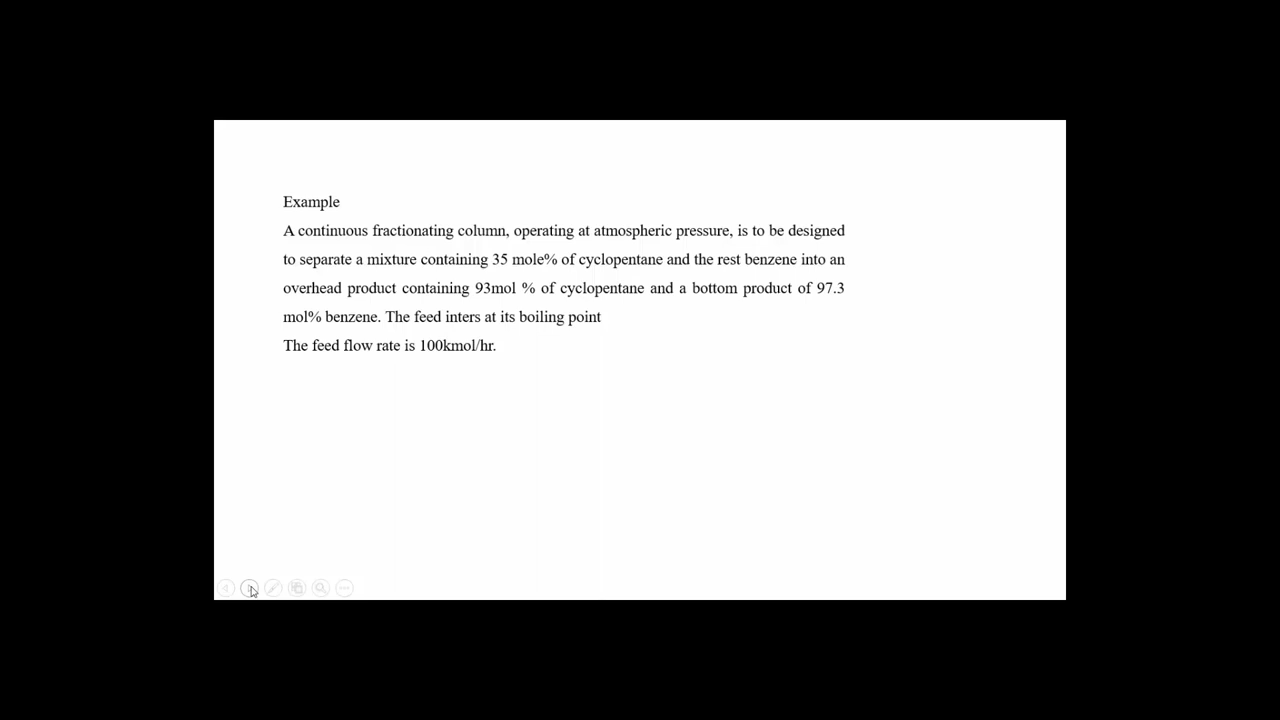 Example
A continuous fractionating column, operating at atmospheric pressure, is to be designed
to separate a mixture containing 35 mole% of cyclopentane and the rest benzene into an
overhead product containing 93mol % of cyclopentane and a bottom product of 97.3
mol% benzene. The feed inters at its boiling point
The feed flow rate is 100kmol/hr.